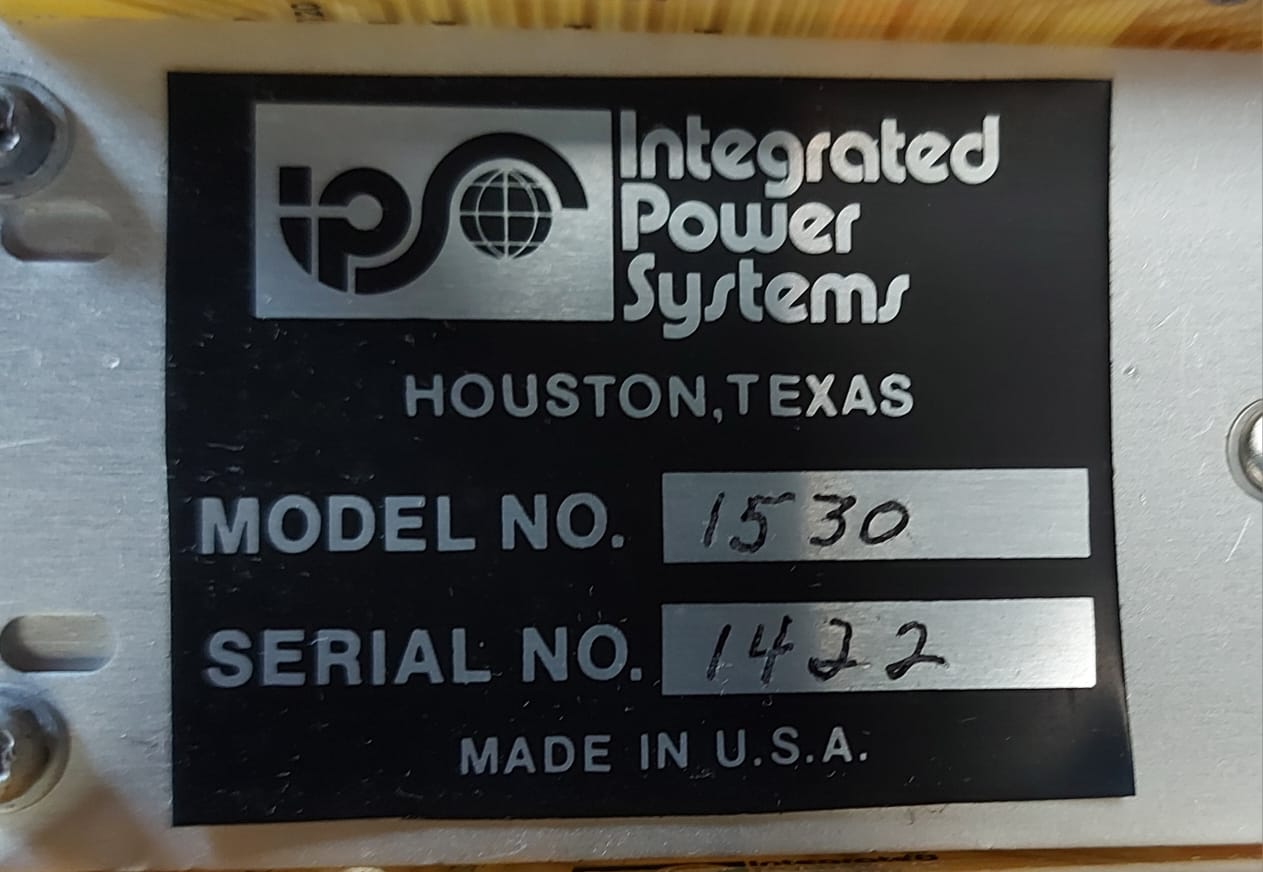 ips
Integrated
Power
Systems
HOUSTON, TEXAS
MODEL NO. 1530
SERIAL NO. 1422
MADE IN U.S.A.